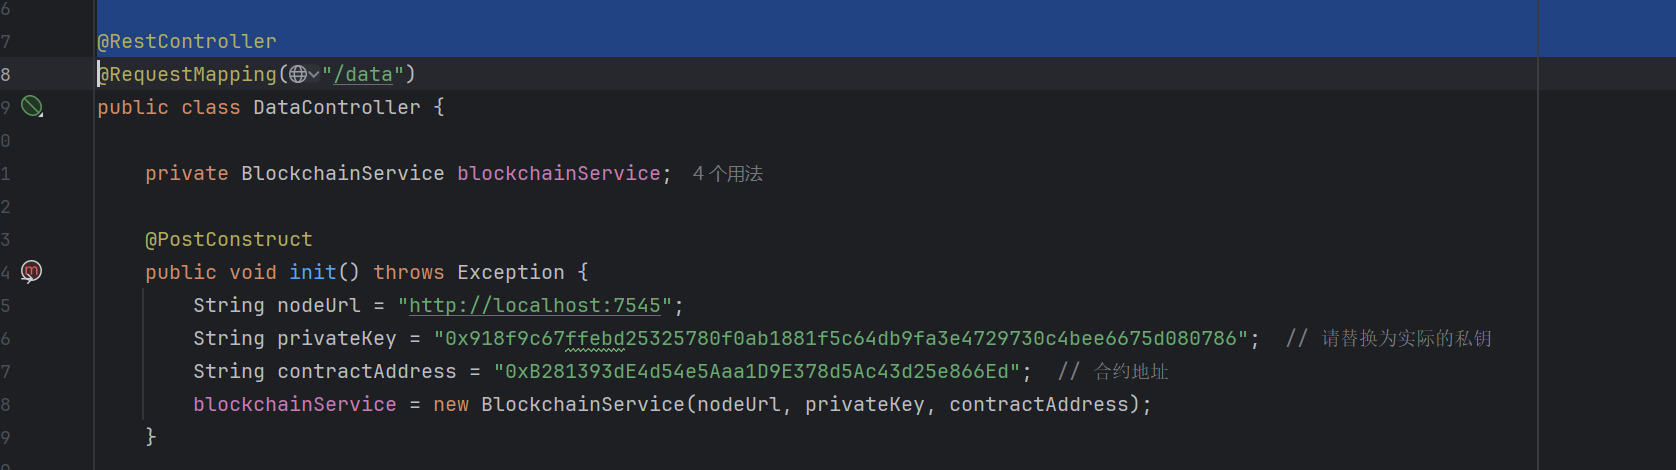 6
7 @RestController
8 @RequestMapping("/data")
9 public class DataController {
0
1 private BlockchainService blockchainService; 4个用法
2
3 @PostConstruct
4 public void init() throws Exception {
5 String nodeUrl = "http://localhost:7545";
6 String privateKey = "0x918f9c67ffebd25325780f0ab1881f5c64db9fa3e4729730c4bee6675d080786"; // 请替换为实际的私钥
7 String contractAddress = "0xB281393dE4d54e5Aaa1D9E378d5Ac43d25e866Ed"; // 合约地址
8 blockchainService = new BlockchainService(nodeUrl, privateKey, contractAddress);
9 }